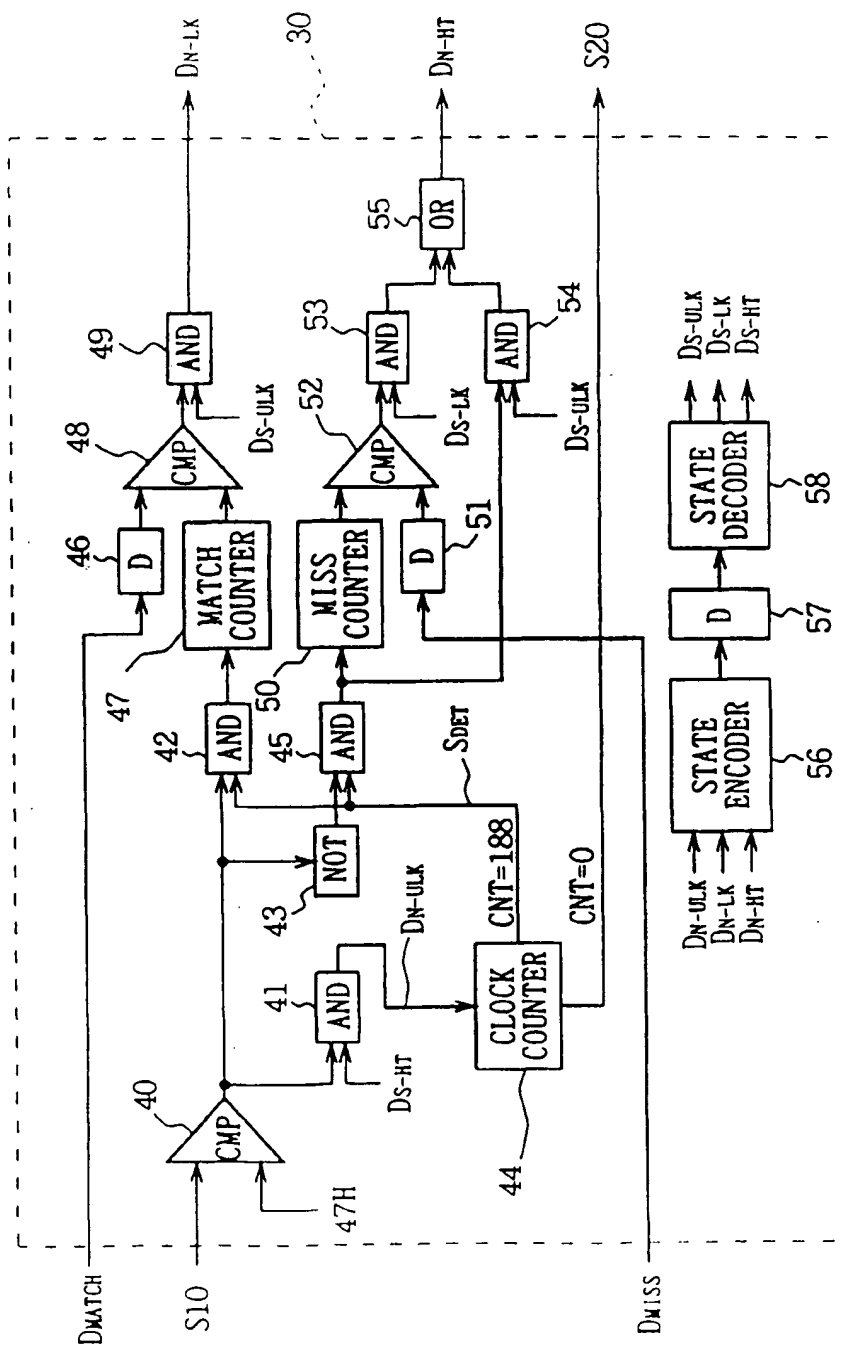 30
DN-LK
DN-HT
S20
DMATCH
S10
47H
DMISS
40
CMP
41
AND
DS-HT
DN-ULK
44
CLOCK
COUNTER
CNT=188
CNT=0
SDET
43
NOT
42
AND
45
AND
46
D
47
MATCH
COUNTER
48
CMP
49
AND
DS-ULK
50
MISS
COUNTER
51
D
52
CMP
53
AND
DS-LK
54
AND
DS-ULK
55
OR
DN-ULK
DN-LK
DN-HT
STATE
ENCODER
56
D
57
STATE
DECODER
58
DS-ULK
DS-LK
DS-HT